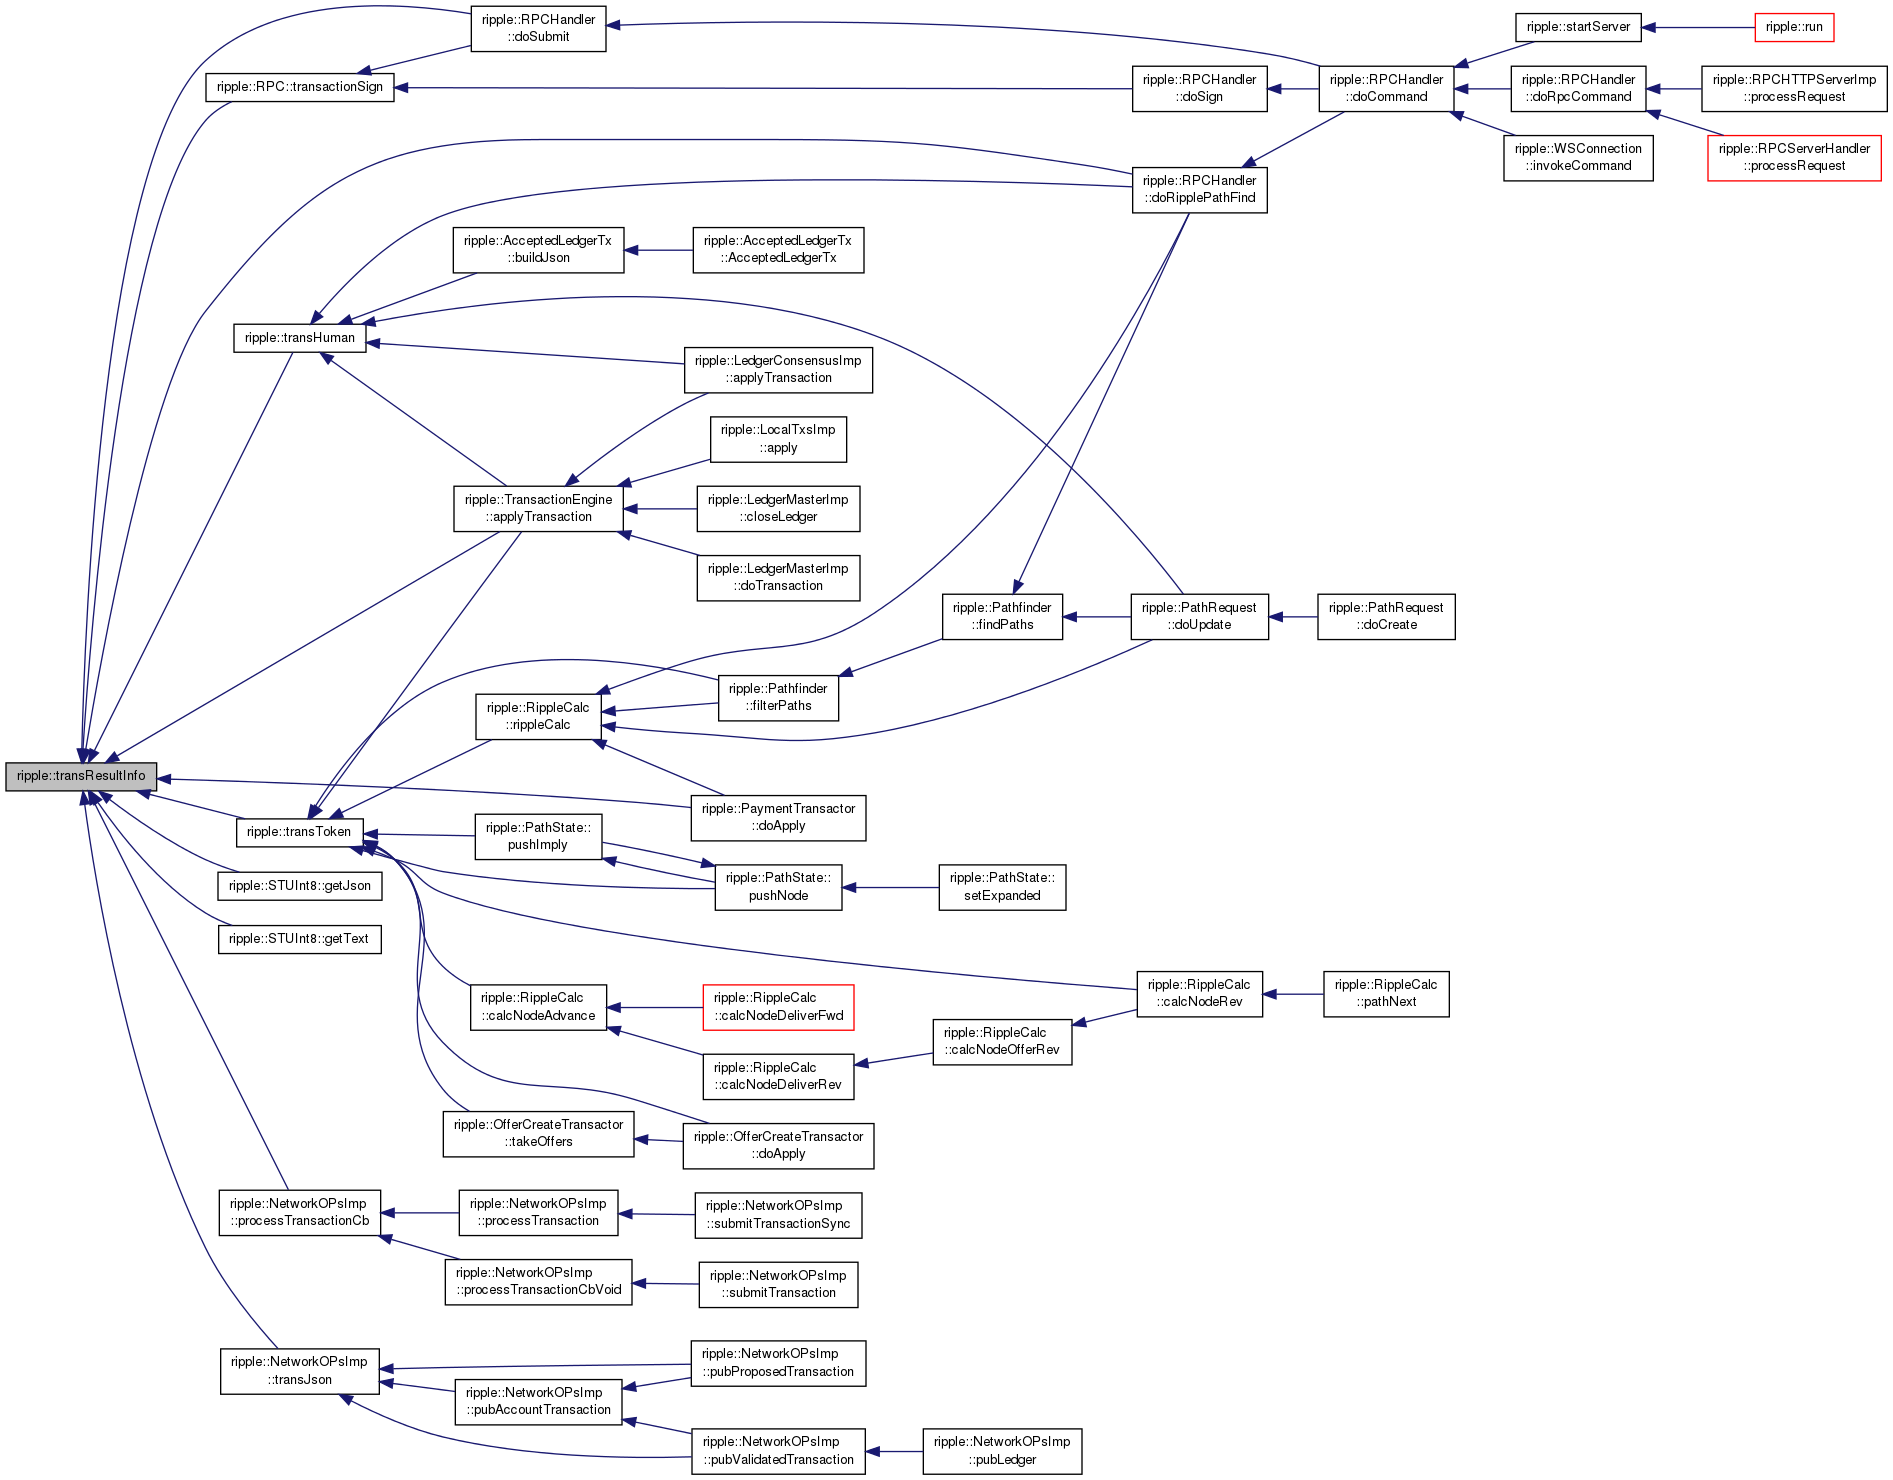 ripple::RPCHandler
::doSubmit
ripple::startServer
ripple::run
ripple::RPC::transactionSign
ripple::RPCHandler
::doSign
ripple::RPCHandler
::doCommand
ripple::RPCHandler
::doRpcCommand
ripple::RPCHTTPServerImp
::processRequest
ripple::WSConnection
::invokeCommand
ripple::RPCServerHandler
::processRequest
ripple::RPCHandler
::doRipplePathFind
ripple::AcceptedLedgerTx
::buildJson
ripple::AcceptedLedgerTx
::AcceptedLedgerTx
ripple::transHuman
ripple::LedgerConsensusImp
::applyTransaction
ripple::LocalTxsImp
::apply
ripple::TransactionEngine
::applyTransaction
ripple::LedgerMasterImp
::closeLedger
ripple::LedgerMasterImp
::doTransaction
ripple::Pathfinder
::findPaths
ripple::PathRequest
::doUpdate
ripple::PathRequest
::doCreate
ripple::RippleCalc
::rippleCalc
ripple::Pathfinder
::filterPaths
ripple::transResultInfo
ripple::PaymentTransactor
::doApply
ripple::transToken
ripple::PathState::
pushImply
ripple::PathState::
pushNode
ripple::PathState::
setExpanded
ripple::STUInt8::getJson
ripple::STUInt8::getText
ripple::RippleCalc
::calcNodeAdvance
ripple::RippleCalc
::calcNodeDeliverFwd
ripple::RippleCalc
::calcNodeRev
ripple::RippleCalc
::pathNext
ripple::RippleCalc
::calcNodeOfferRev
ripple::RippleCalc
::calcNodeDeliverRev
ripple::OfferCreateTransactor
::takeOffers
ripple::OfferCreateTransactor
::doApply
ripple::NetworkOPsImp
::processTransactionCb
ripple::NetworkOPsImp
::processTransaction
ripple::NetworkOPsImp
::submitTransactionSync
ripple::NetworkOPsImp
::processTransactionCbVoid
ripple::NetworkOPsImp
::submitTransaction
ripple::NetworkOPsImp
::transJson
ripple::NetworkOPsImp
::pubProposedTransaction
ripple::NetworkOPsImp
::pubAccountTransaction
ripple::NetworkOPsImp
::pubValidatedTransaction
ripple::NetworkOPsImp
::pubLedger